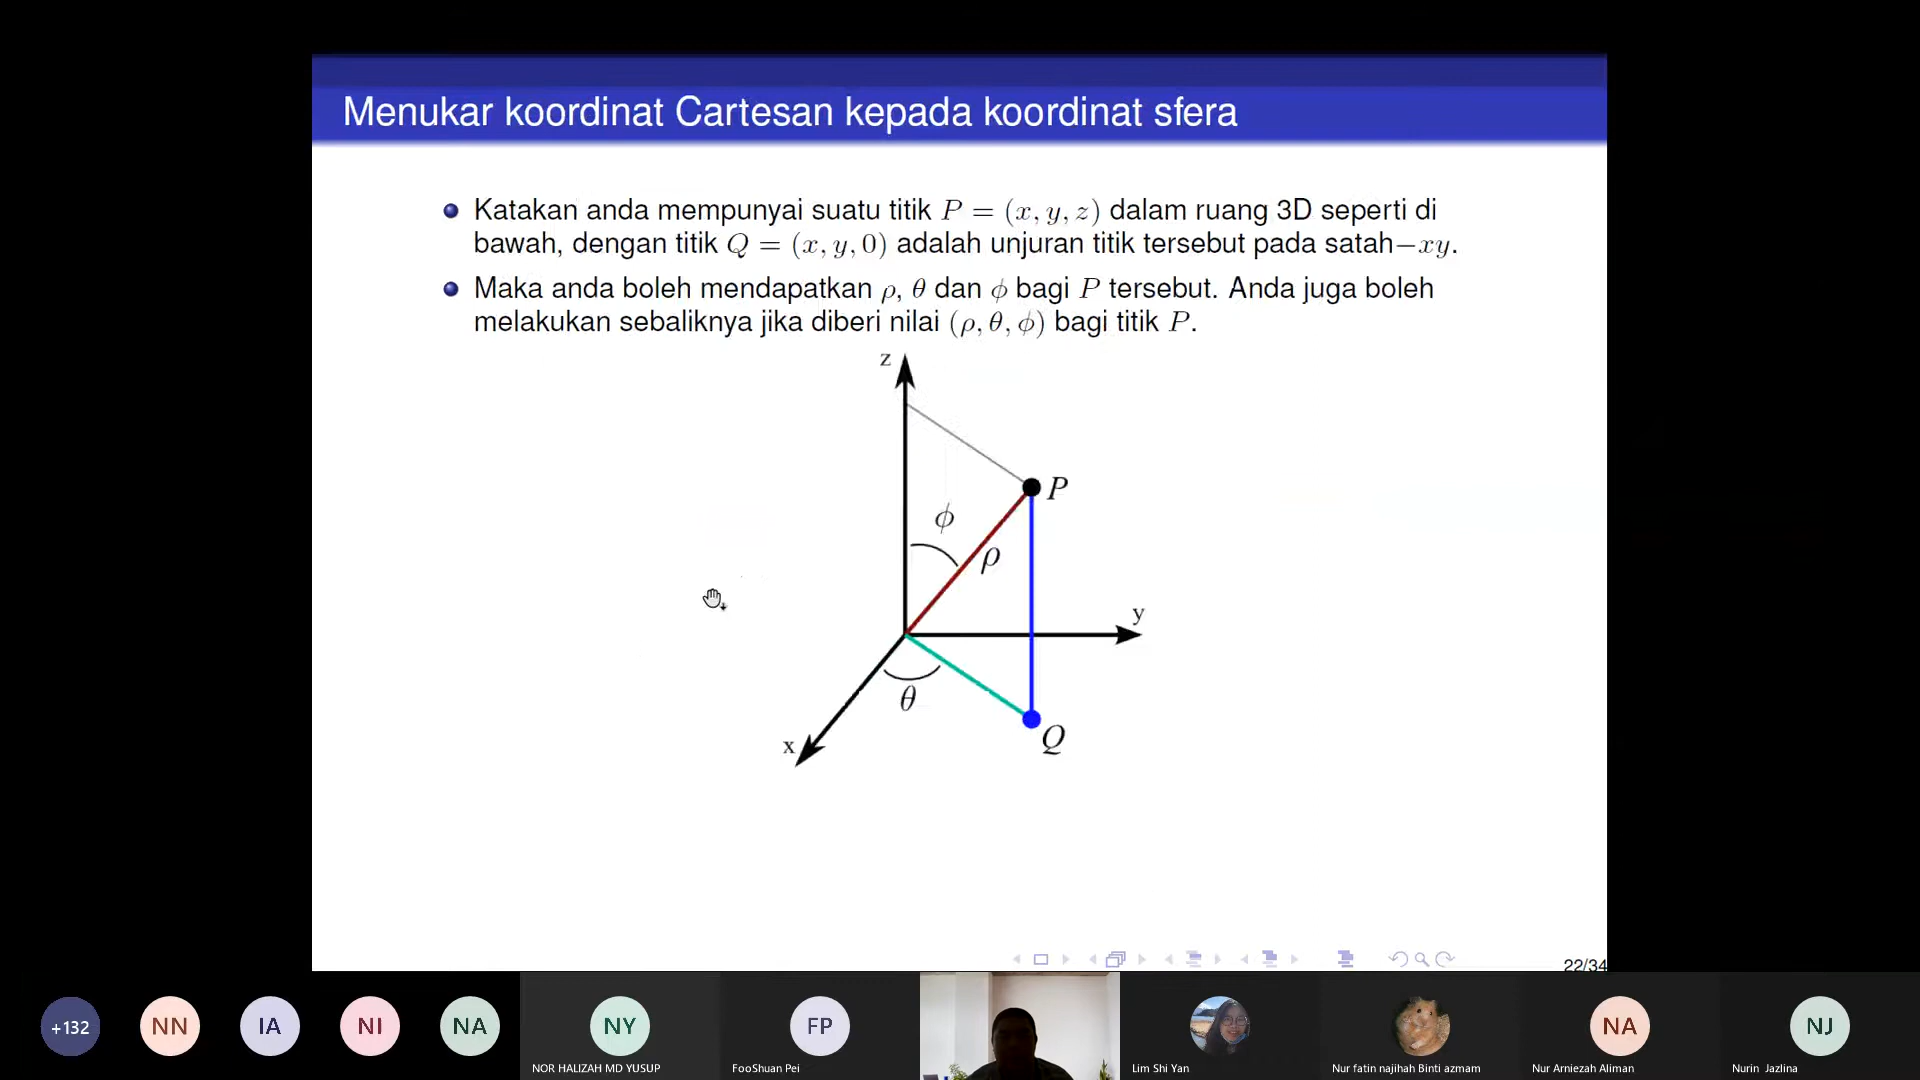 Menukar koordinat Cartesan kepada koordinat sfera
Katakan anda mempunyai suatu titik P = (x, y, z) dalam ruang 3D seperti di
bawah, dengan titik Q = (x, y, 0) adalah unjuran titik tersebut pada satah−xy.
Maka anda boleh mendapatkan ρ, θ dan ϕ bagi P tersebut. Anda juga boleh
melakukan sebaliknya jika diberi nilai (ρ, θ, ϕ) bagi titik P.
z
P
ϕ
ρ
y
θ
x
Q
22/34
+132
NN
IA
NI
NA
NY
FP
NA
NJ
NOR HALIZAH MD YUSUP
FooShuan Pei
Lim Shi Yan
Nur fatin najihah Binti azmam
Nur Arniezah Aliman
Nurin Jazlina